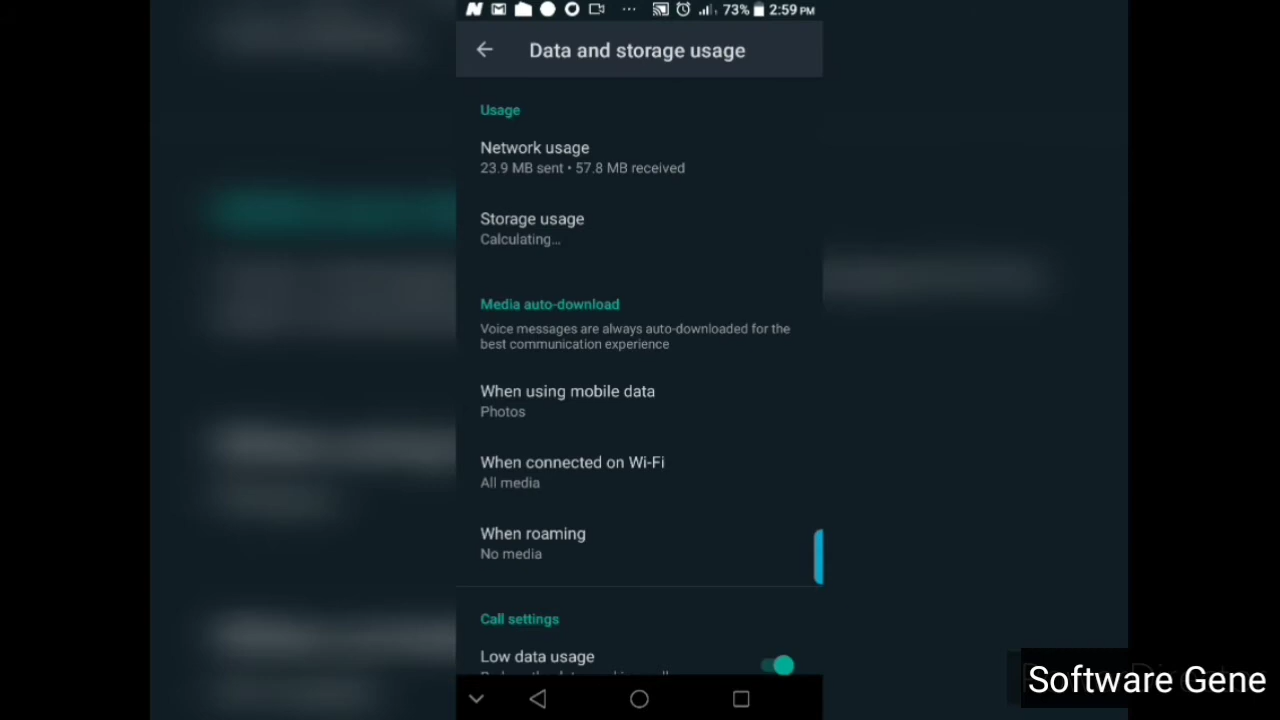 73% 2:59 PM
Data and storage usage
Usage
Network usage
23.9 MB sent • 57.8 MB received
Storage usage
Calculating...
Media auto-download
Voice messages are always auto-downloaded for the
best communication experience
When using mobile data
Photos
When connected on Wi-Fi
All media
When roaming
No media
Call settings
Low data usage
Software Gene